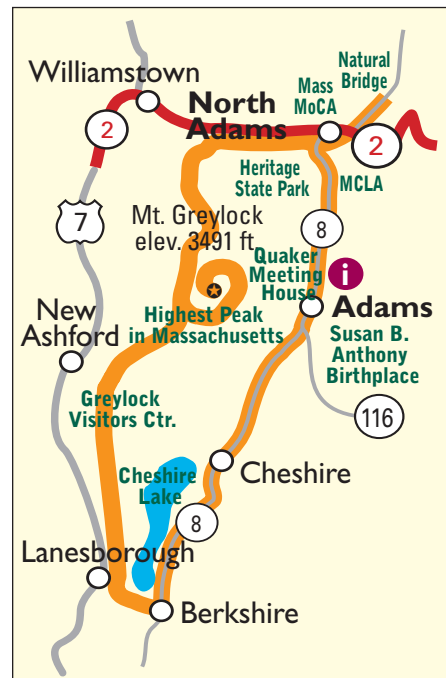 Natural
Bridge
Williamstown
Mass
MoCA
North
Adams
2
2
Heritage
State Park
MCLA
7
Mt. Greylock
elev. 3491 ft
8
Quaker
Meeting
House
i
Adams
Highest Peak
in Massachusetts
New
Ashford
Susan B.
Anthony
Birthplace
Greylock
Visitors Ctr.
116
Cheshire
Cheshire
Lake
8
Lanesborough
Berkshire